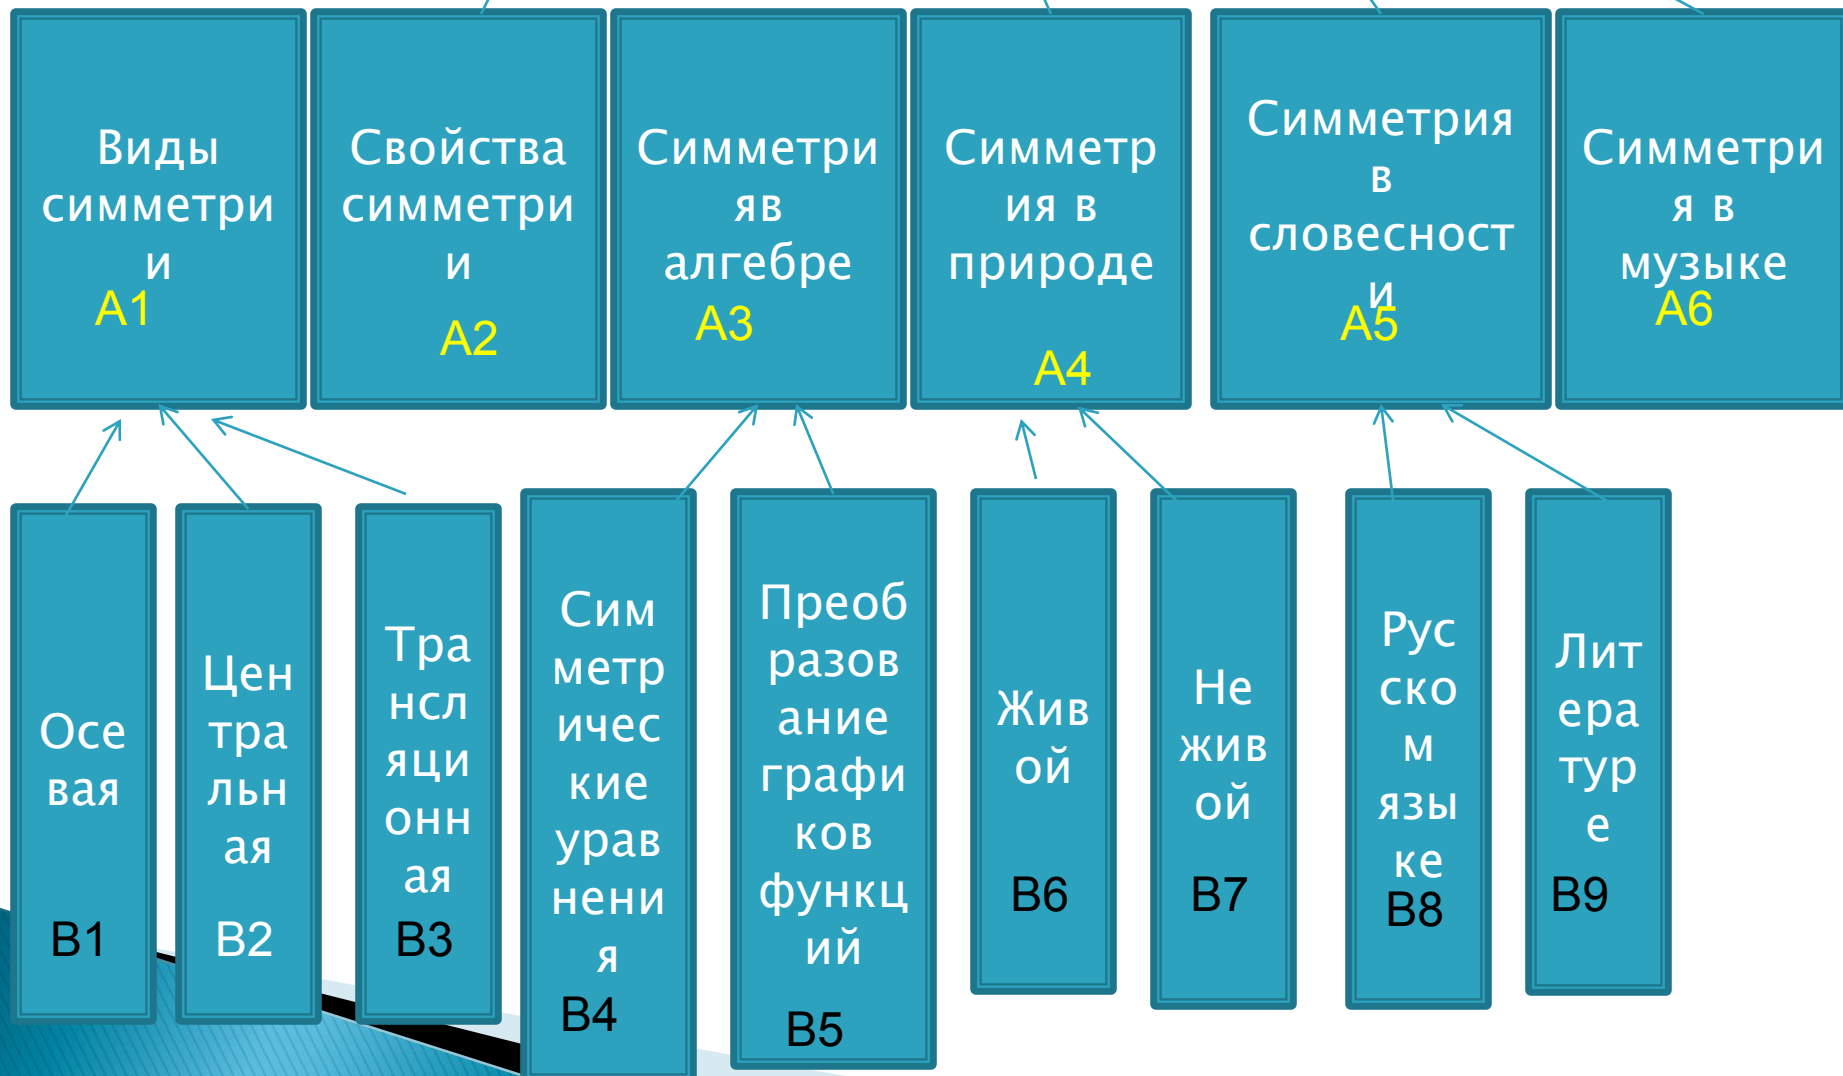 Виды
симметри
и
А1
Свойства
симметри
и
А2
Симметри
яв
алгебре
А3
Симметр
ия в
природе
А4
Симметрия
в
словесност
и
А5
Симметри
я в
музыке
А6
Осе
вая
В1
Цен
тра
льн
ая
В2
Тра
нсл
яци
онн
ая
В3
Сим
метр
ичес
кие
урав
нени
я
В4
Преоб
разов
ание
графи
ков
функц
ий
В5
Жив
ой
В6
Не
жив
ой
В7
Рус
ско
м
язы
ке
В8
Лит
ера
тур
е
В9